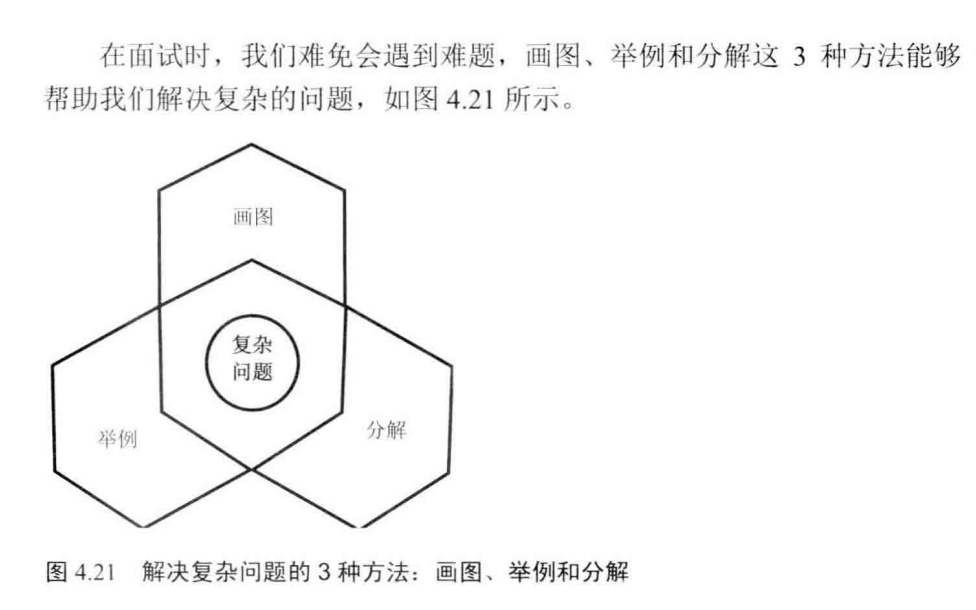 在面试时，我们难免会遇到难题，画图、举例和分解这 3 种方法能够
帮助我们解决复杂的问题，如图 4.21 所示。
画图
复杂
问题
举例
分解
图 4.21 解决复杂问题的 3 种方法：画图、举例和分解